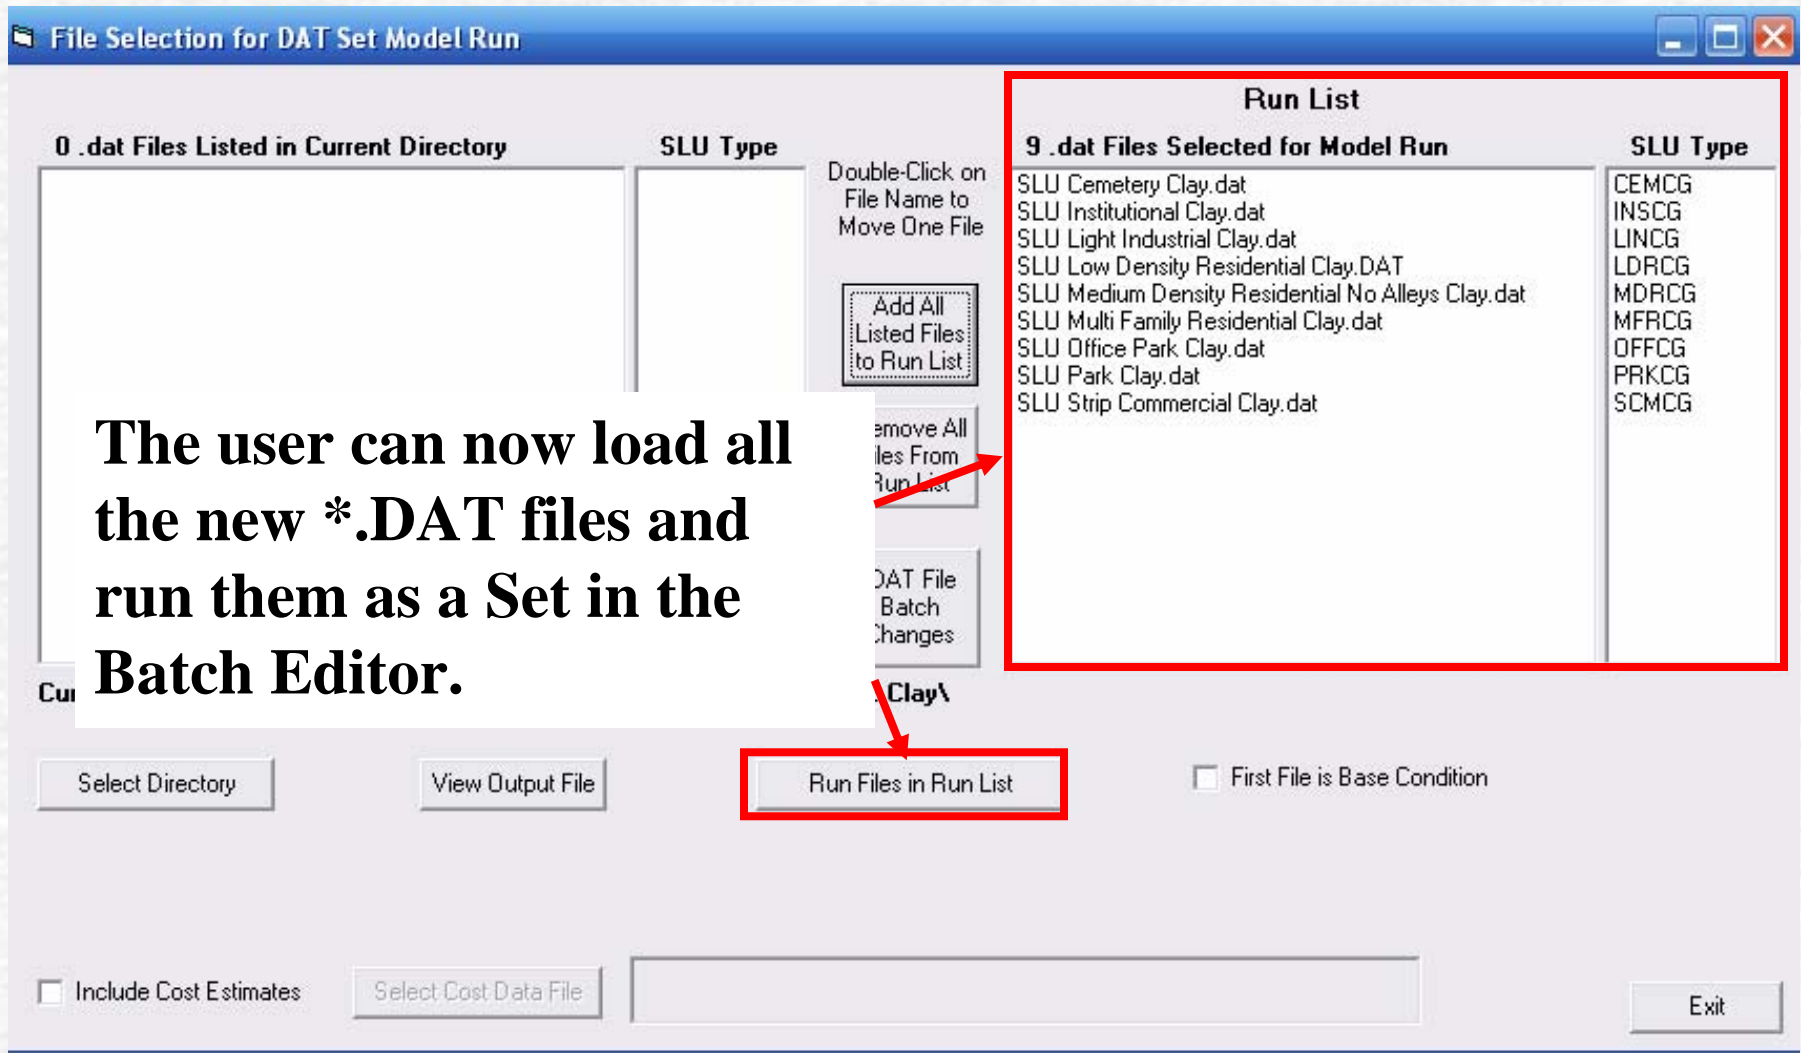 File Selection for DAT Set Model Run
Run List
0 .dat Files Listed in Current Directory
SLU Type
9 .dat Files Selected for Model Run
SLU Type
Double-Click on
File Name to
Move One File
SLU Cemetery Clay.dat
CEMCG
SLU Institutional Clay.dat
INSCG
SLU Light Industrial Clay.dat
LINCG
SLU Low Density Residential Clay.DAT
LDRCG
SLU Medium Density Residential No Alleys Clay.dat
MDRCG
SLU Multi Family Residential Clay.dat
MFRCG
SLU Office Park Clay.dat
OFFCG
SLU Park Clay.dat
PRKCG
SLU Strip Commercial Clay.dat
SCMCG
Add All
Listed Files
to Run List
emove All
iles From
Run List
DAT File
Batch
Changes
The user can now load all
the new *.DAT files and
run them as a Set in the
Batch Editor.
Clay\
Select Directory
View Output File
Run Files in Run List
First File is Base Condition
Include Cost Estimates
Select Cost Data File
Exit